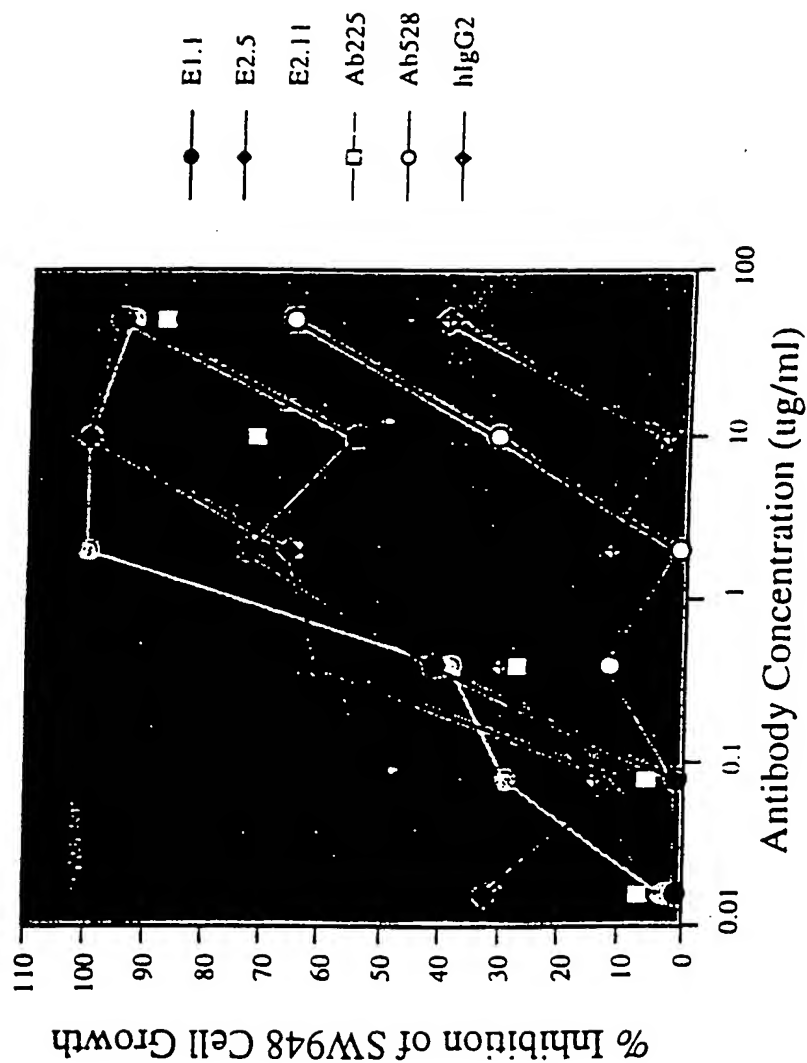 % Inhibition of SW948 Cell Growth
110
100
90
80
70
60
50
40
30
20
10
0
0.01
0.1
1
10
100
Antibody Concentration (ug/ml)
E1.1
E2.5
E2.11
Ab225
Ab528
hIgG2